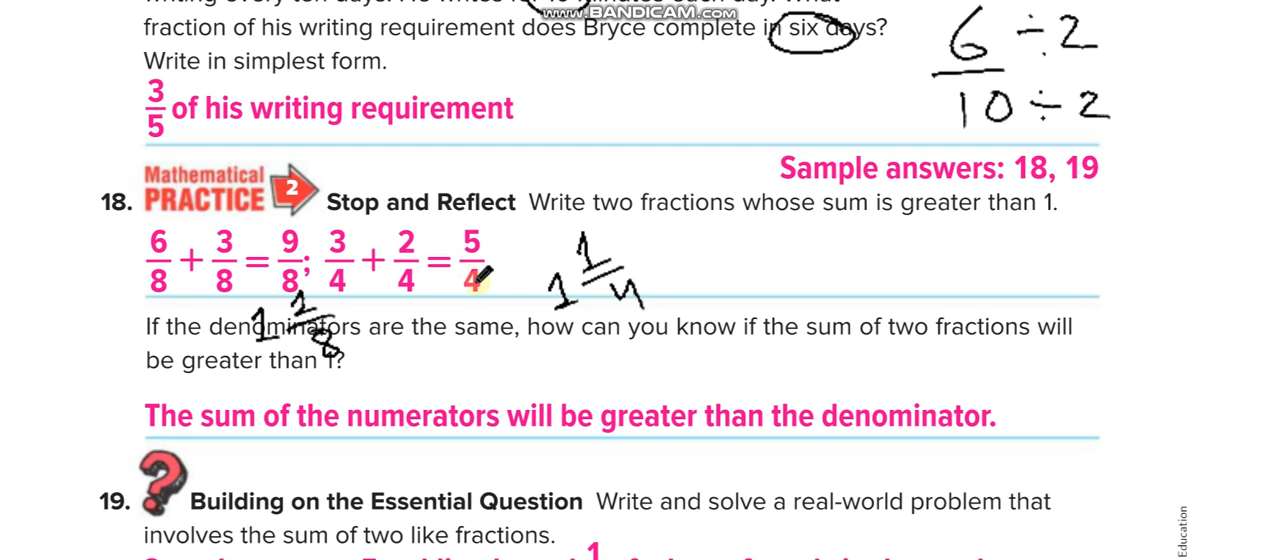 www.BANDICAM.com
fraction of his writing requirement does Bryce complete in six days?
Write in simplest form.
6 ÷ 2
10 ÷ 2
3/5 of his writing requirement
Sample answers: 18, 19
18. Mathematical PRACTICE 2 Stop and Reflect Write two fractions whose sum is greater than 1.
6/8 + 3/8 = 9/8; 3/4 + 2/4 = 5/4 1 1/4
1 1/8
If the denominators are the same, how can you know if the sum of two fractions will
be greater than 1?
The sum of the numerators will be greater than the denominator.
19. Building on the Essential Question Write and solve a real-world problem that
involves the sum of two like fractions.
Education